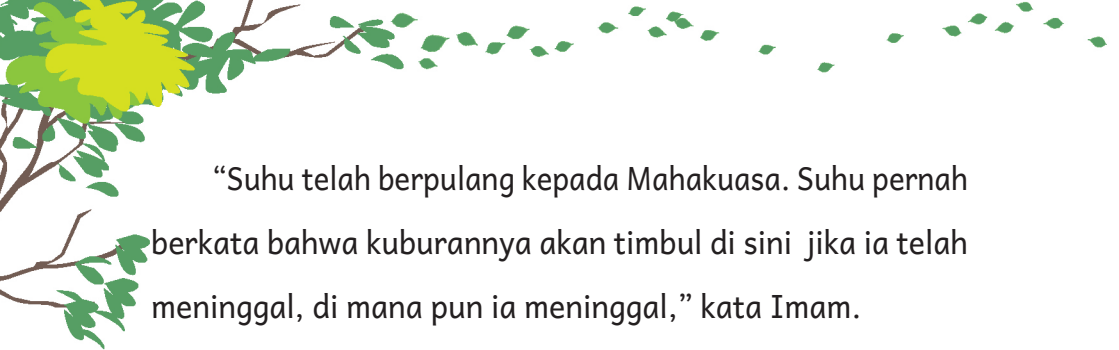 “Suhu telah berpulang kepada Mahakuasa. Suhu pernah
berkata bahwa kuburannya akan timbul di sini  jika ia telah
meninggal, di mana pun ia meninggal,” kata Imam.